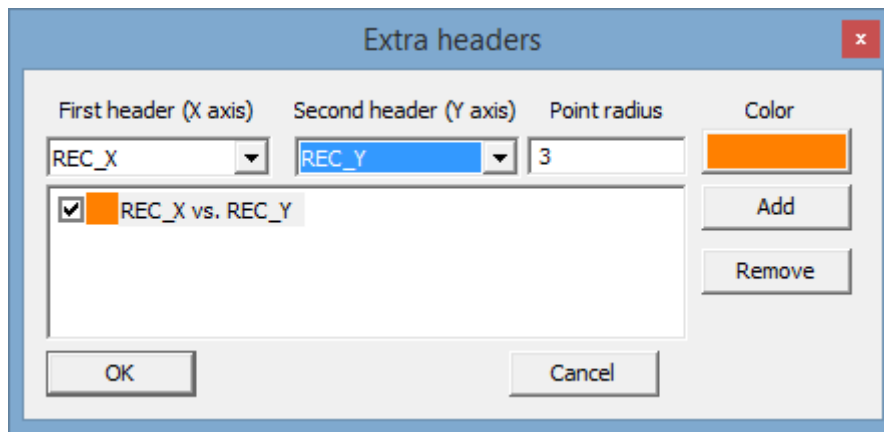 Extra headers
x
First header (X axis) Second header (Y axis) Point radius Color
REC_X REC_Y 3
REC_X vs. REC_Y
Add
Remove
OK Cancel